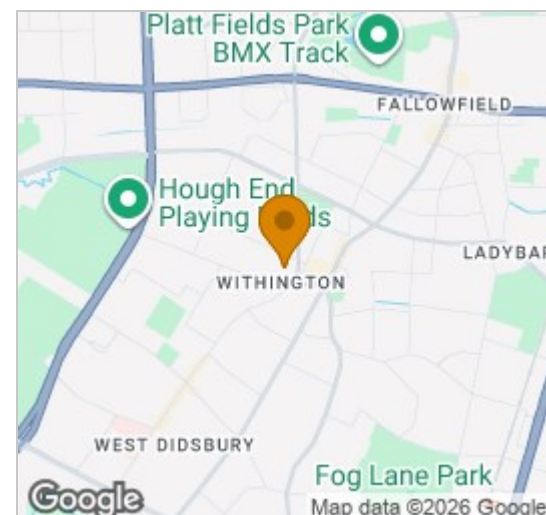 Platt Fields Park
BMX Track
FALLOWFIELD
Hough End
Playing
WITHINGTON
WEST DIDSBURY
Fog Lane Park
Google
Map data ©2026 Google